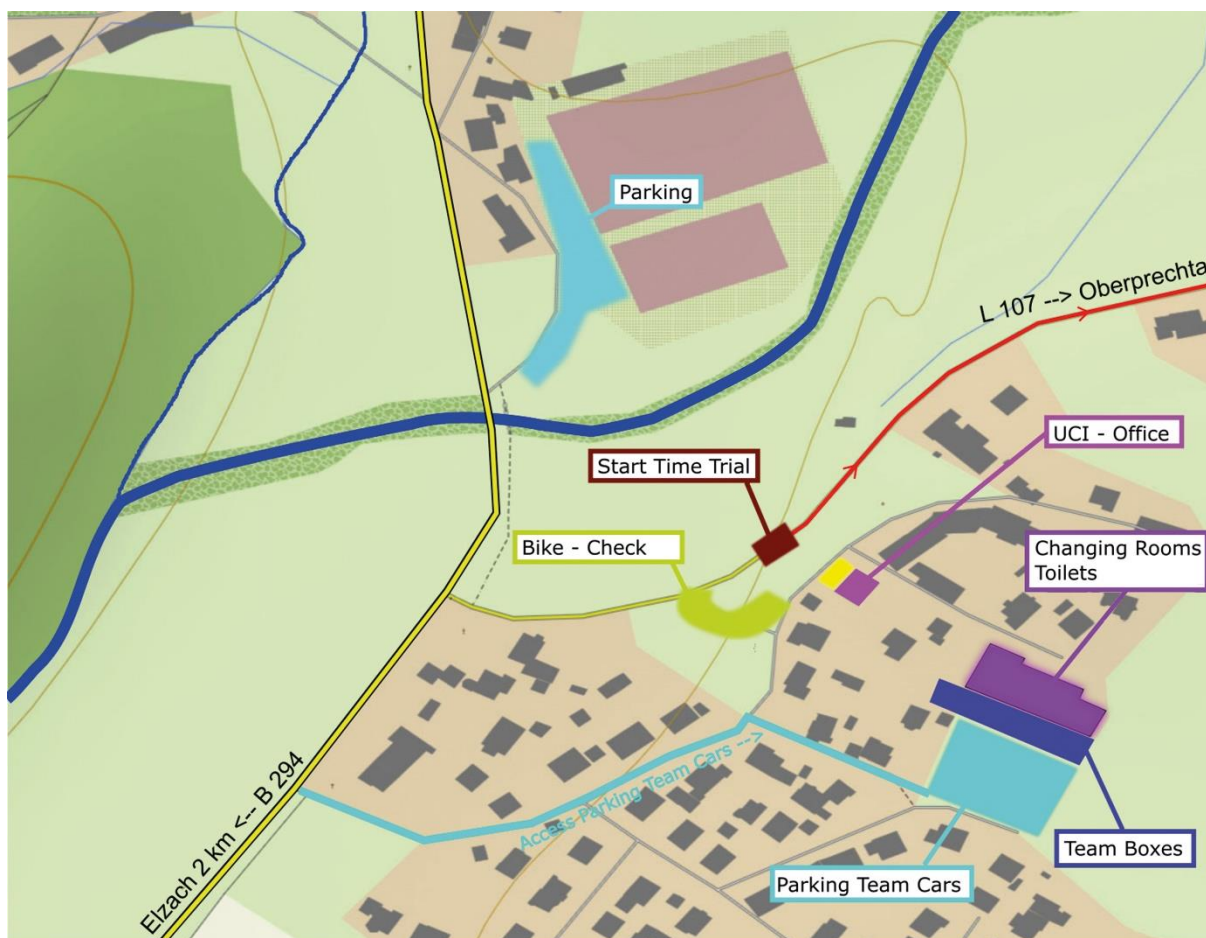 Parking
L 107 --> Oberprechta
UCI - Office
Start Time Trial
Bike - Check
Changing Rooms
Toilets
Access Parking Team Cars -->
Elzach 2 km <--- B 294
Team Boxes
Parking Team Cars